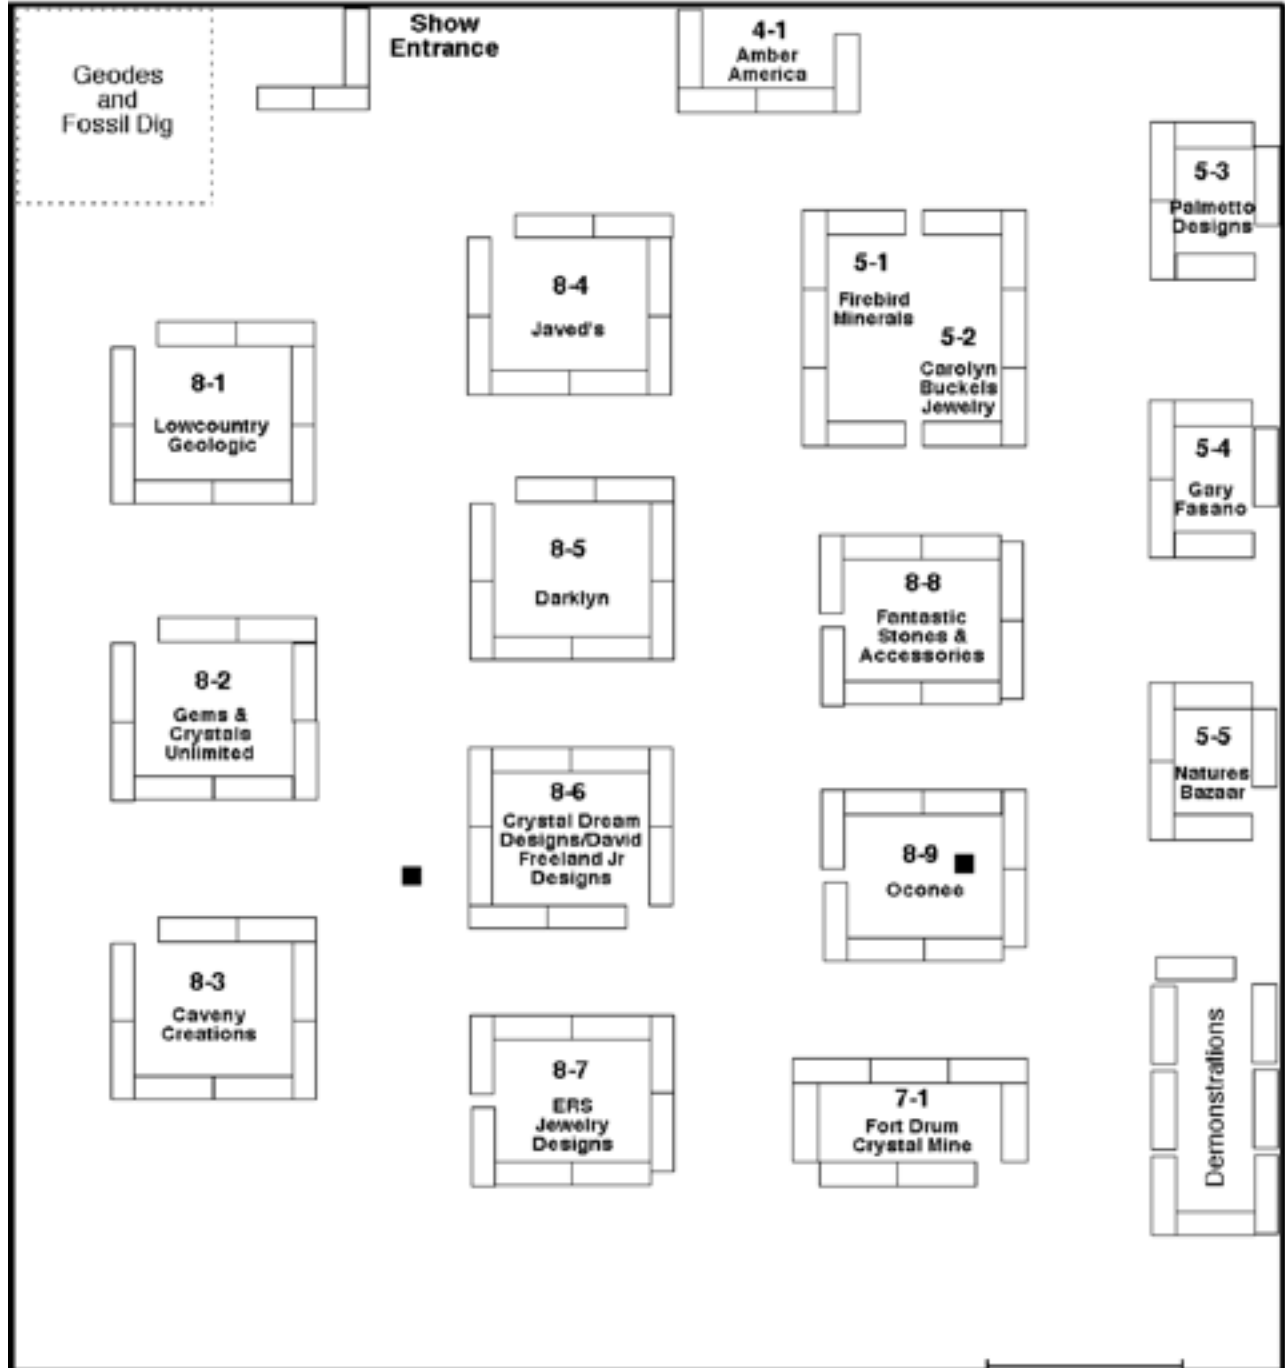 Show
Entrance
4-1
Amber
America
Geodes
and
Fossil Dig
5-3
Palmetto
Designs
8-4
Javed's
5-1
Firebird
Minerals
5-2
Carolyn
Buckels
Jewelry
8-1
Lowcountry
Geologic
5-4
Gary
Fasano
8-5
Darklyn
8-8
Fantastic
Stones &
Accessories
8-2
Gems &
Crystals
Unlimited
5-5
Natures
Bazaar
8-6
Crystal Dream
Designs/David
Freeland Jr
Designs
8-9
Oconee
8-3
Caveny
Creations
8-7
ERS
Jewelry
Designs
7-1
Fort Drum
Crystal Mine
Demonstrations